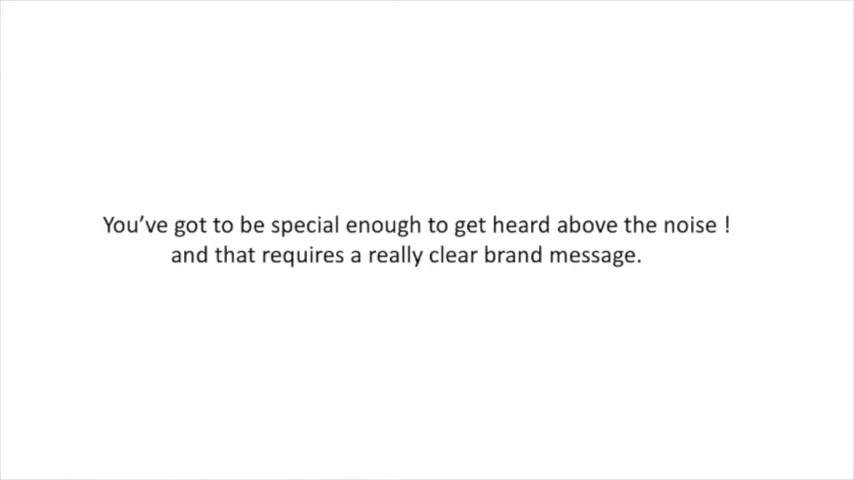 You’ve got to be special enough to get heard above the noise !
and that requires a really clear brand message.